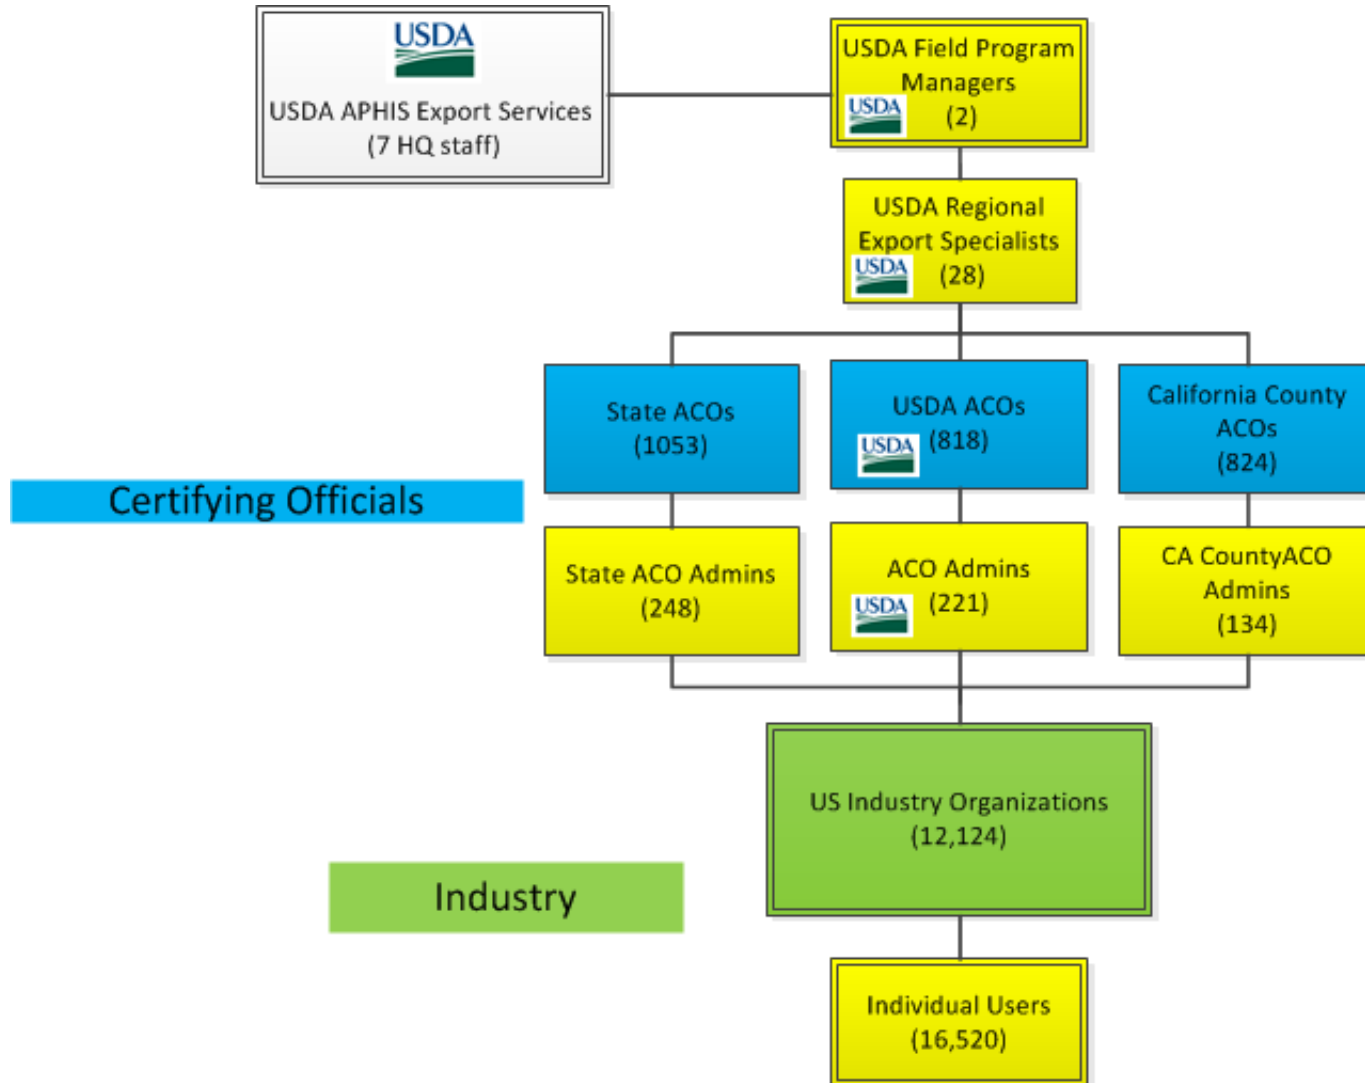 USDA
USDA APHIS Export Services
(7 HQ staff)
USDA Field Program
Managers
USDA
(2)
USDA Regional
Export Specialists
USDA
(28)
State ACOs
(1053)
USDA ACOs
USDA
(818)
California County
ACOs
(824)
Certifying Officials
State ACO Admins
(248)
ACO Admins
USDA
(221)
CA CountyACO
Admins
(134)
US Industry Organizations
(12,124)
Industry
Individual Users
(16,520)